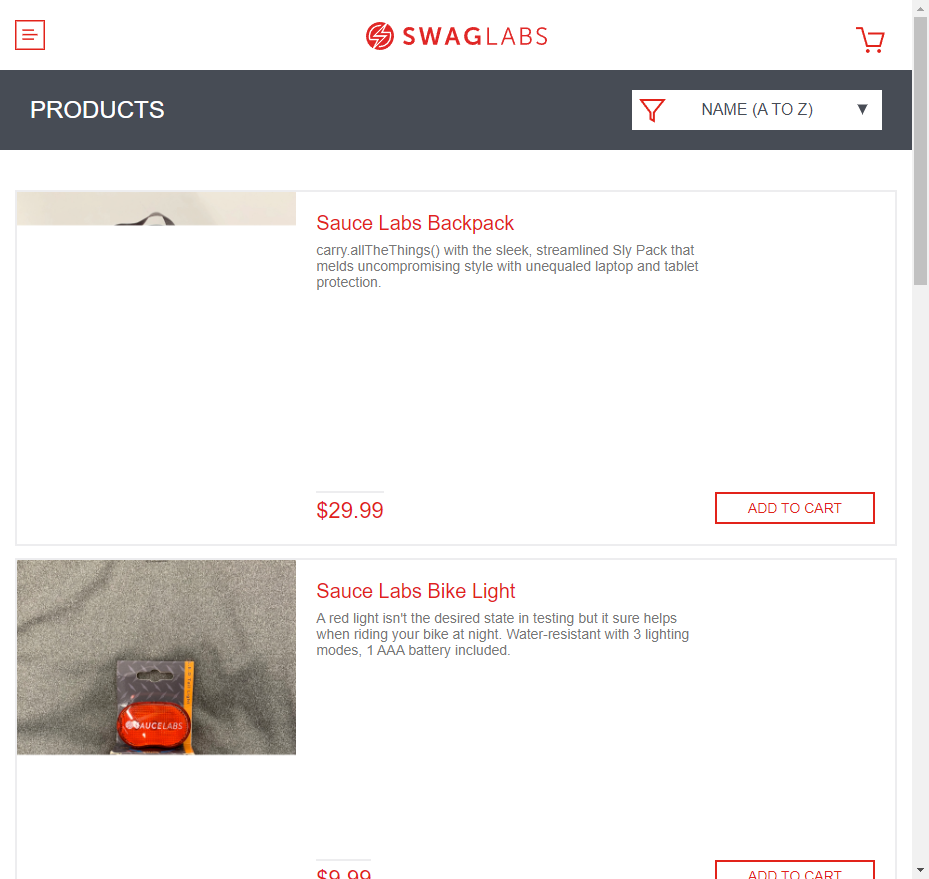 SWAGLABS
PRODUCTS
NAME (A TO Z)
Sauce Labs Backpack
carry.allTheThings() with the sleek, streamlined Sly Pack that
melds uncompromising style with unequaled laptop and tablet
protection.
$29.99
ADD TO CART
Sauce Labs Bike Light
A red light isn't the desired state in testing but it sure helps
when riding your bike at night. Water-resistant with 3 lighting
modes, 1 AAA battery included.
SAUCELABS
$9.99
ADD TO CART